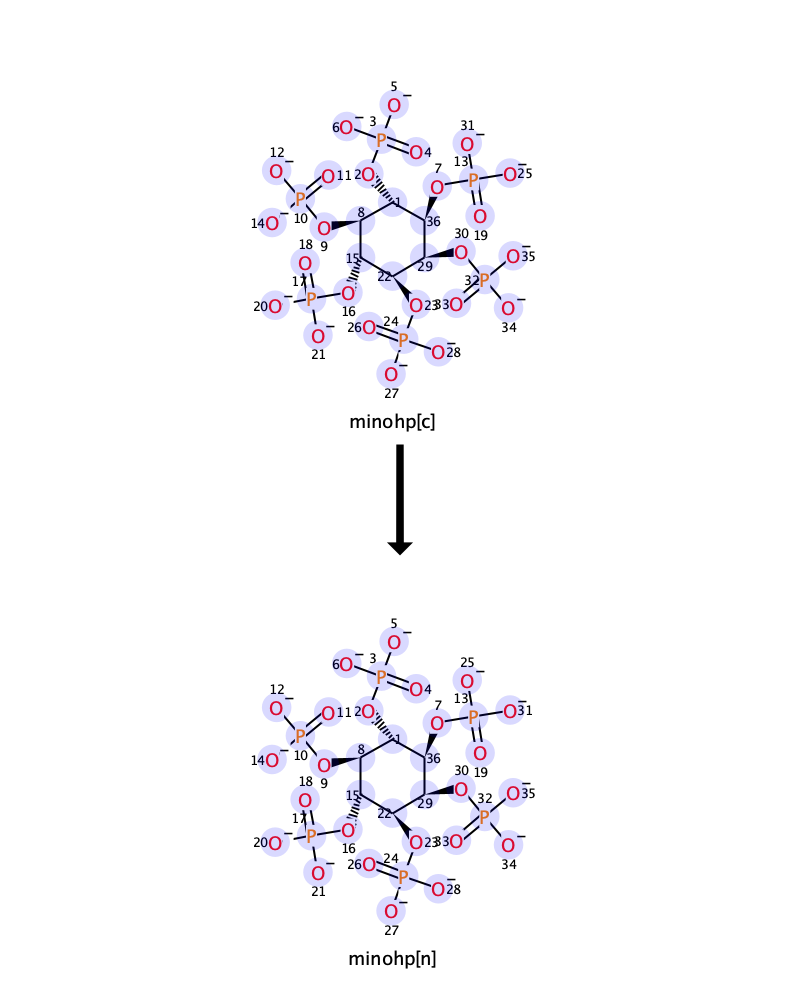 5
O−
6O− 3
P
O4
2O
12
O−
O11
P
10
14O−
O
9
8
1
31
O−
7
13
O P O−25
O
19
36
30
O O−35
32P
33O O−
34
29
18
O
15
17
20O− P O
16
O−
21
22
O23
26O 24
P
O−28
O−
27
minohp[c]
5
O−
6O− 3
P
O4
2O
12
O−
O11
P
10
14O−
O
9
8
1
25
O−
7
13
O P O−31
O
19
36
30
O 32 O−35
P
33O O−
34
29
18
O
15
17
20O− P O
16
O−
21
22
O23
26O 24
P
O−28
O−
27
minohp[n]